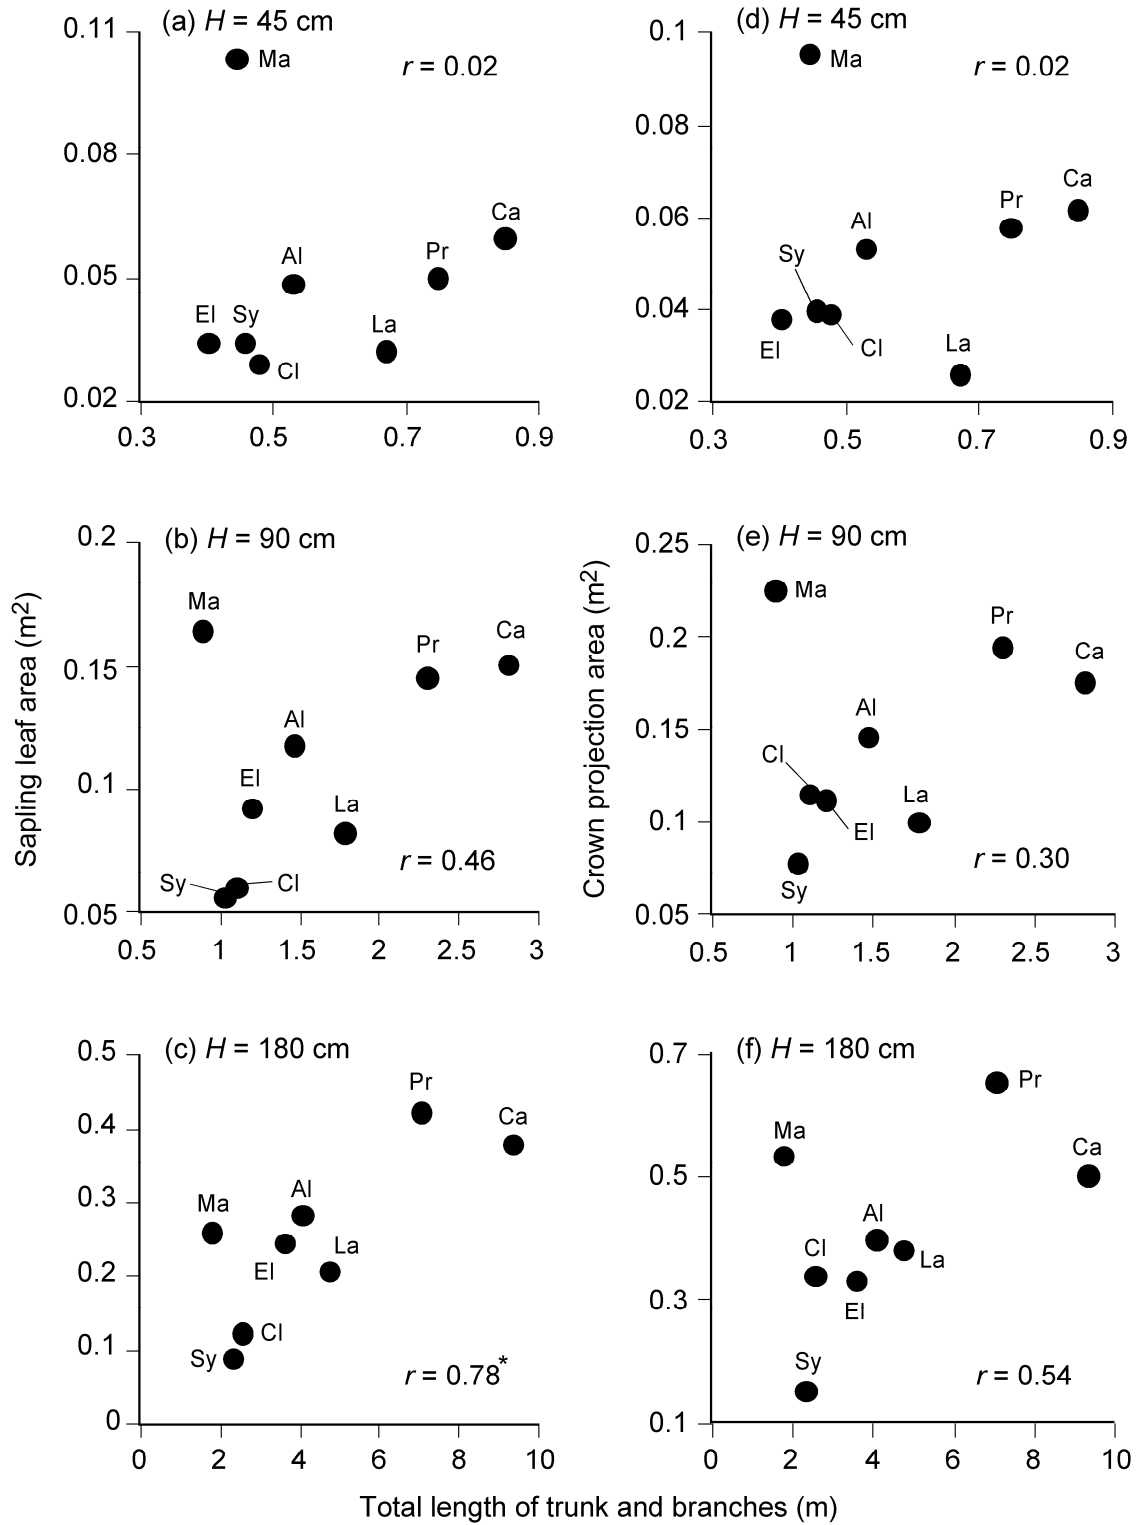 (a) H = 45 cm
0.11
0.08
0.05
0.02
0.3 0.5 0.7 0.9
Ma
r = 0.02
Ca
Pr
Al
El Sy
La
Cl
(d) H = 45 cm
0.1
0.08
0.06
0.04
0.02
0.3 0.5 0.7 0.9
Ma
r = 0.02
Ca
Pr
Al
Sy
El
Cl
La
(b) H = 90 cm
0.2
0.15
0.1
0.05
0.5 1 1.5 2 2.5 3
Ma
Ca
Pr
Al
El
La
r = 0.46
Sy
Cl
Sapling leaf area (m2)
(e) H = 90 cm
0.25
0.2
0.15
0.1
0.05
0.5 1 1.5 2 2.5 3
Ma
Pr
Ca
Al
Cl
La
El
r = 0.30
Sy
Crown projection area (m2)
(c) H = 180 cm
0.5
0.4
0.3
0.2
0.1
0
0 2 4 6 8 10
Pr
Ca
Ma
Al
El
La
Cl
Sy
r = 0.78*
(f) H = 180 cm
0.7
0.5
0.3
0.1
0 2 4 6 8 10
Pr
Ma
Ca
Al
Cl
La
El
Sy
r = 0.54
Total length of trunk and branches (m)